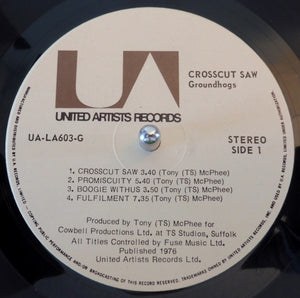 UA
CROSSCUT SAW
Groundhogs
UNITED ARTISTS RECORDS
UA-LA603-G
STEREO
SIDE 1
1. CROSSCUT SAW 3.40 (Tony (TS) McPhee)
2. PROMISCUITY 5.40 (Tony (TS) McPhee)
3. BOOGIE WITHUS 3.50 (Tony (TS) McPhee)
4. FULFILMENT 7.35 (Tony (TS) McPhee)
Produced by Tony (TS) McPhee for
Cowbell Productions Ltd. at TS Studios, Suffolk
All Titles Controlled by Fuse Music Ltd.
Published 1976
United Artists Records Ltd.